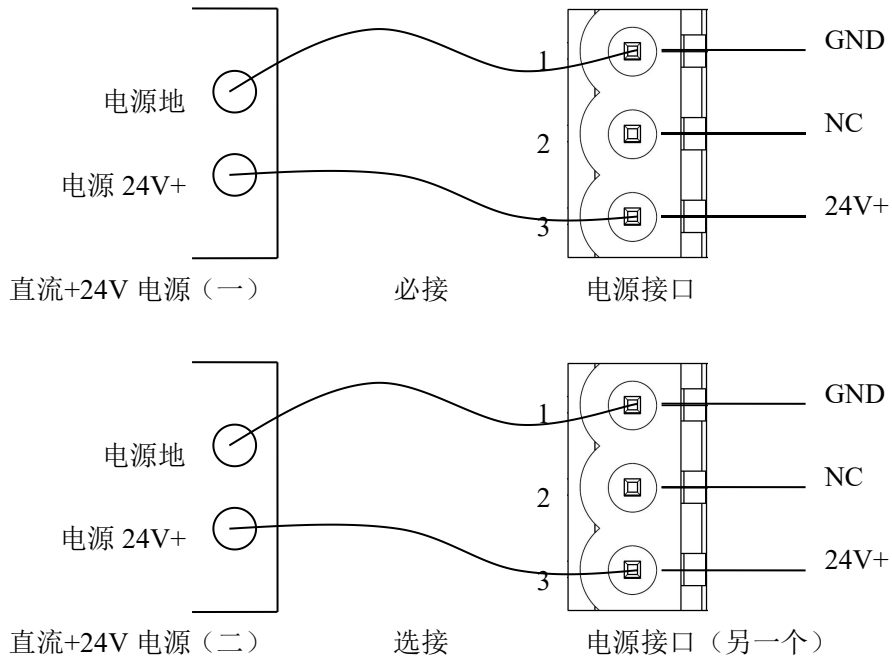 GND
1
电源地
NC
2
电源 24V+
24V+
3
直流+24V 电源（一） 必接 电源接口
GND
1
电源地
NC
2
电源 24V+
24V+
3
直流+24V 电源（二） 选接 电源接口（另一个）